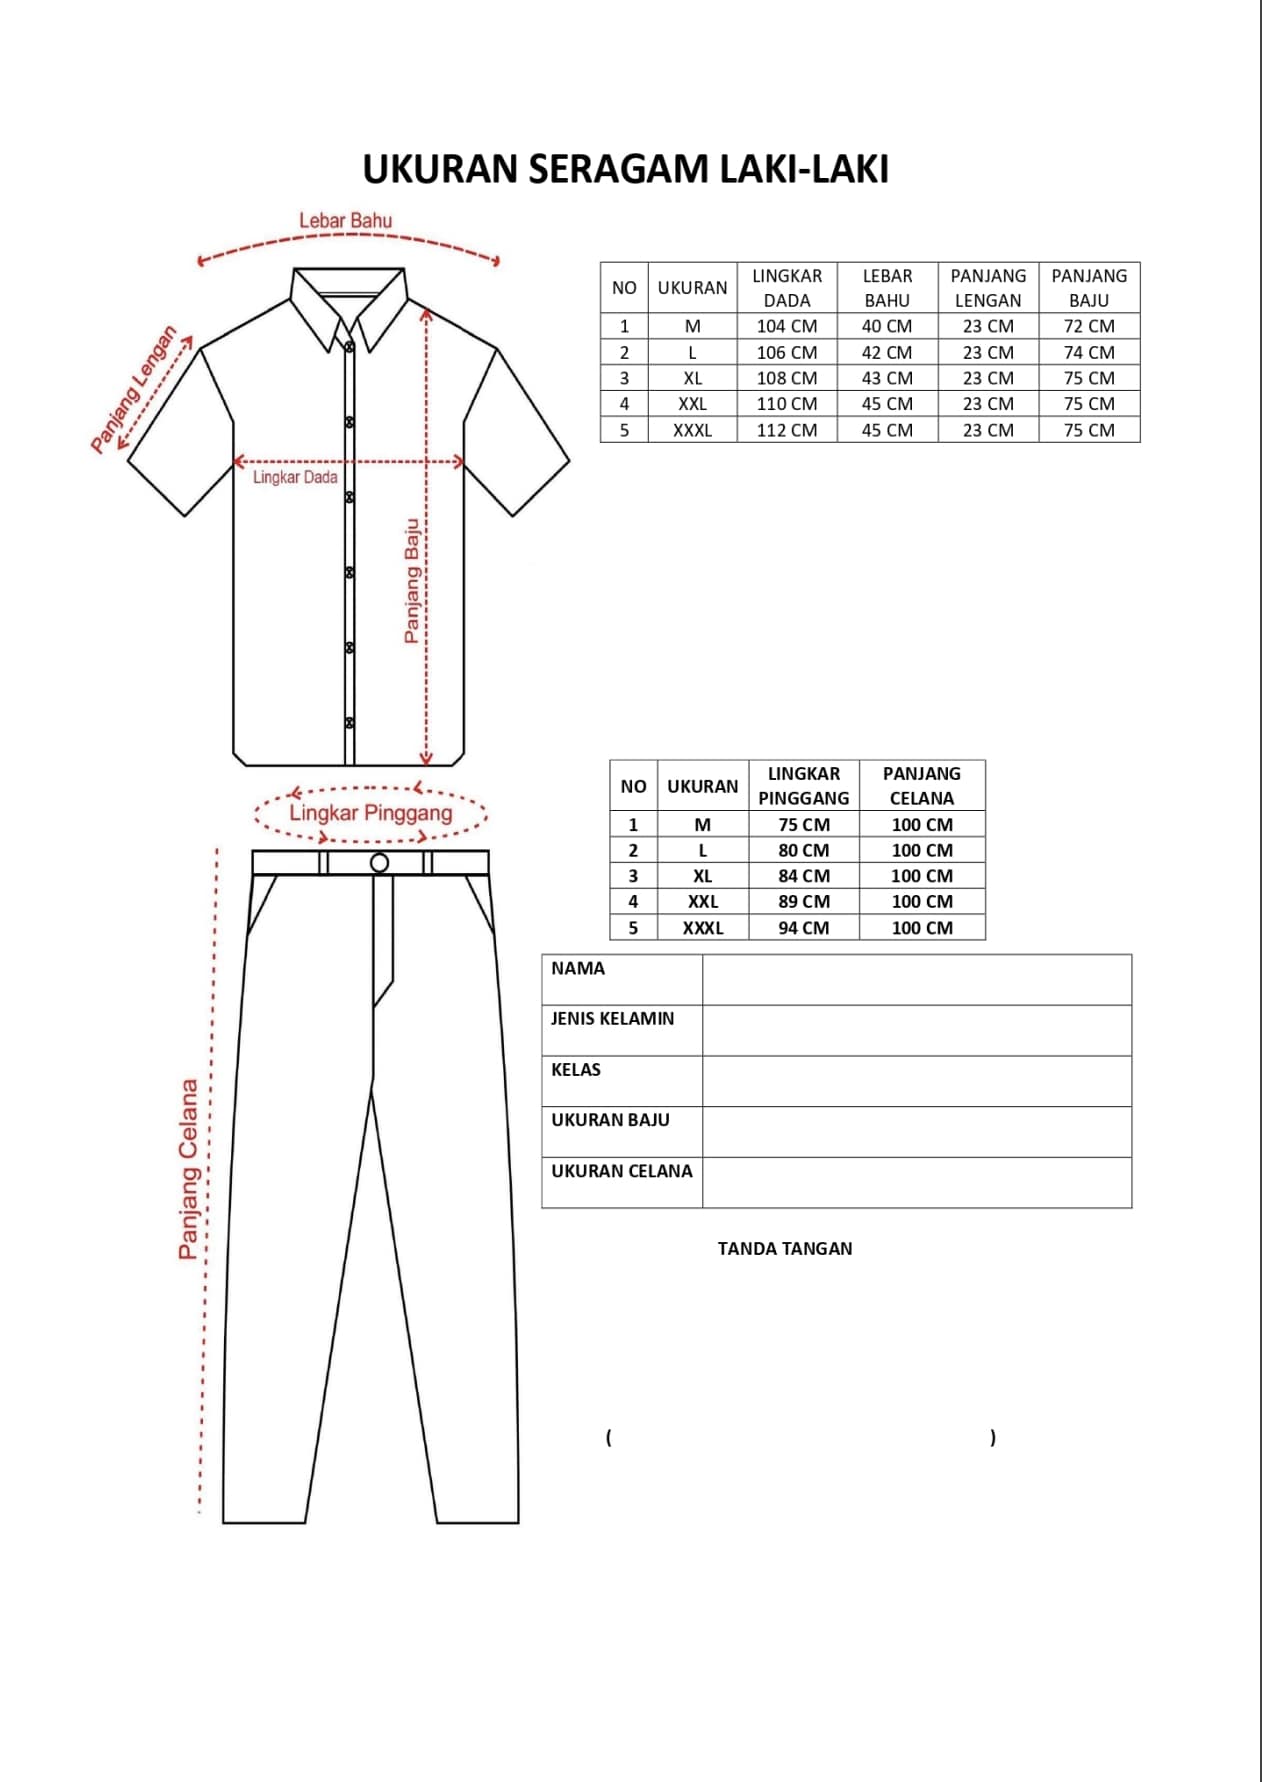 UKURAN SERAGAM LAKI-LAKI
Lebar Bahu
Panjang Lengan
Lingkar Dada
Panjang Baju
NO UKURAN LINGKAR DADA LEBAR BAHU PANJANG LENGAN PANJANG BAJU
1 M 104 CM 40 CM 23 CM 72 CM
2 L 106 CM 42 CM 23 CM 74 CM
3 XL 108 CM 43 CM 23 CM 75 CM
4 XXL 110 CM 45 CM 23 CM 75 CM
5 XXXL 112 CM 45 CM 23 CM 75 CM
Lingkar Pinggang
Panjang Celana
NO UKURAN LINGKAR PINGGANG PANJANG CELANA
1 M 75 CM 100 CM
2 L 80 CM 100 CM
3 XL 84 CM 100 CM
4 XXL 89 CM 100 CM
5 XXXL 94 CM 100 CM
NAMA
JENIS KELAMIN
KELAS
UKURAN BAJU
UKURAN CELANA
TANDA TANGAN
( )